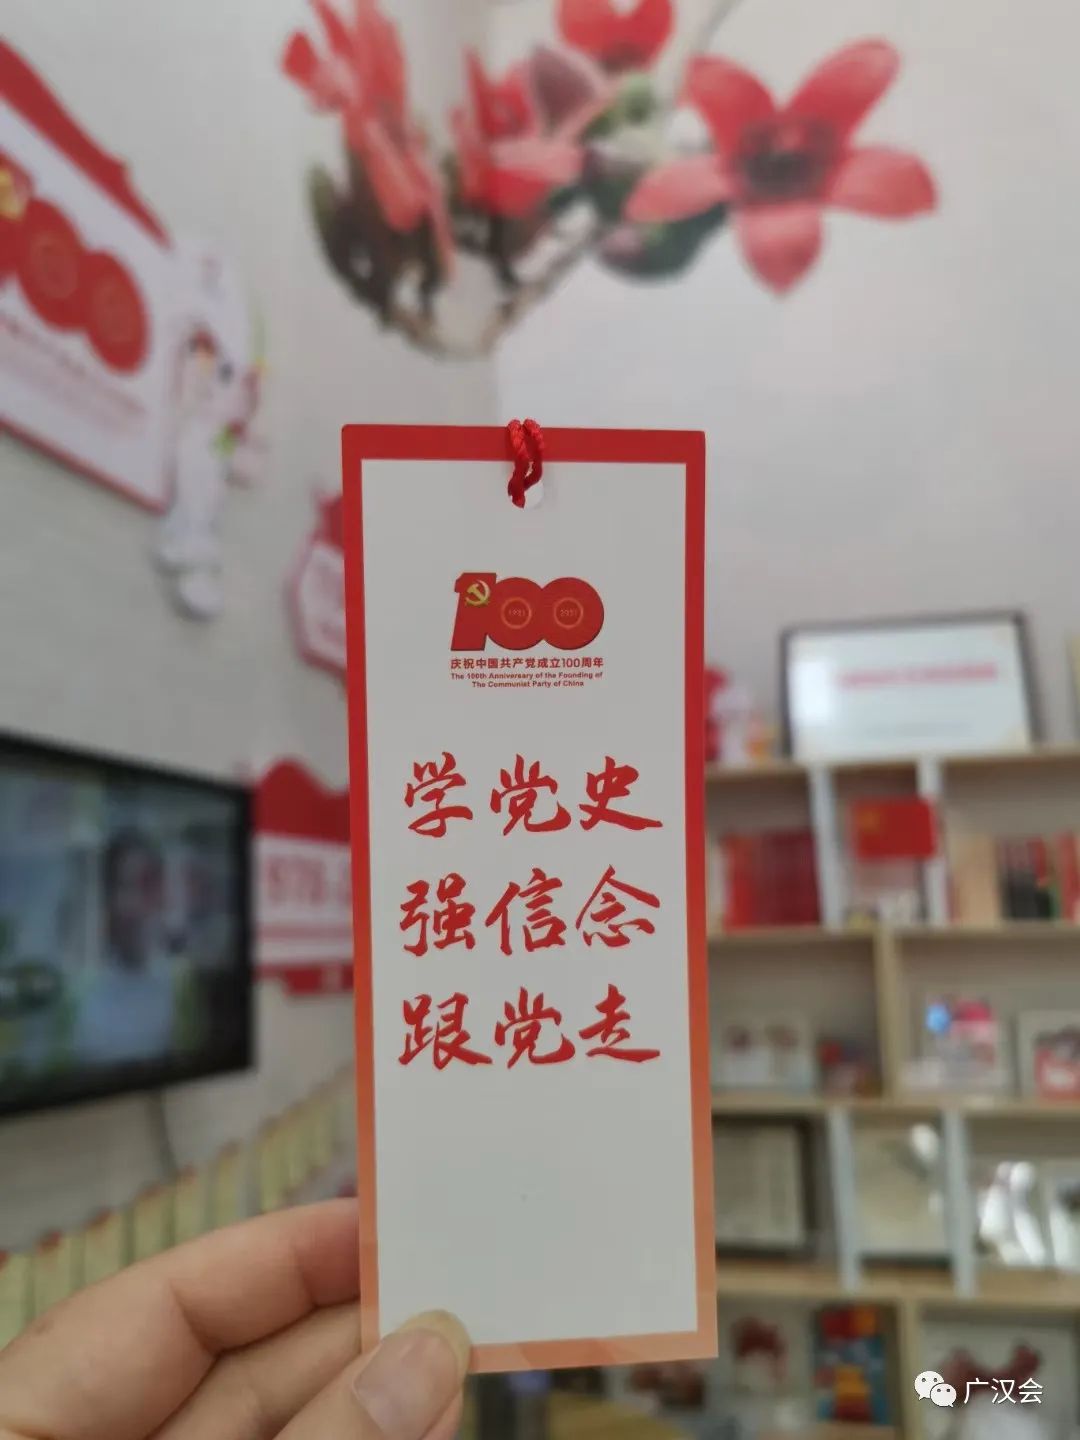 100
1921
2021
庆祝中国共产党成立100周年
The 100th Anniversary of the Founding of
The Communist Party of China
学党史
强信念
跟党走
广汉会